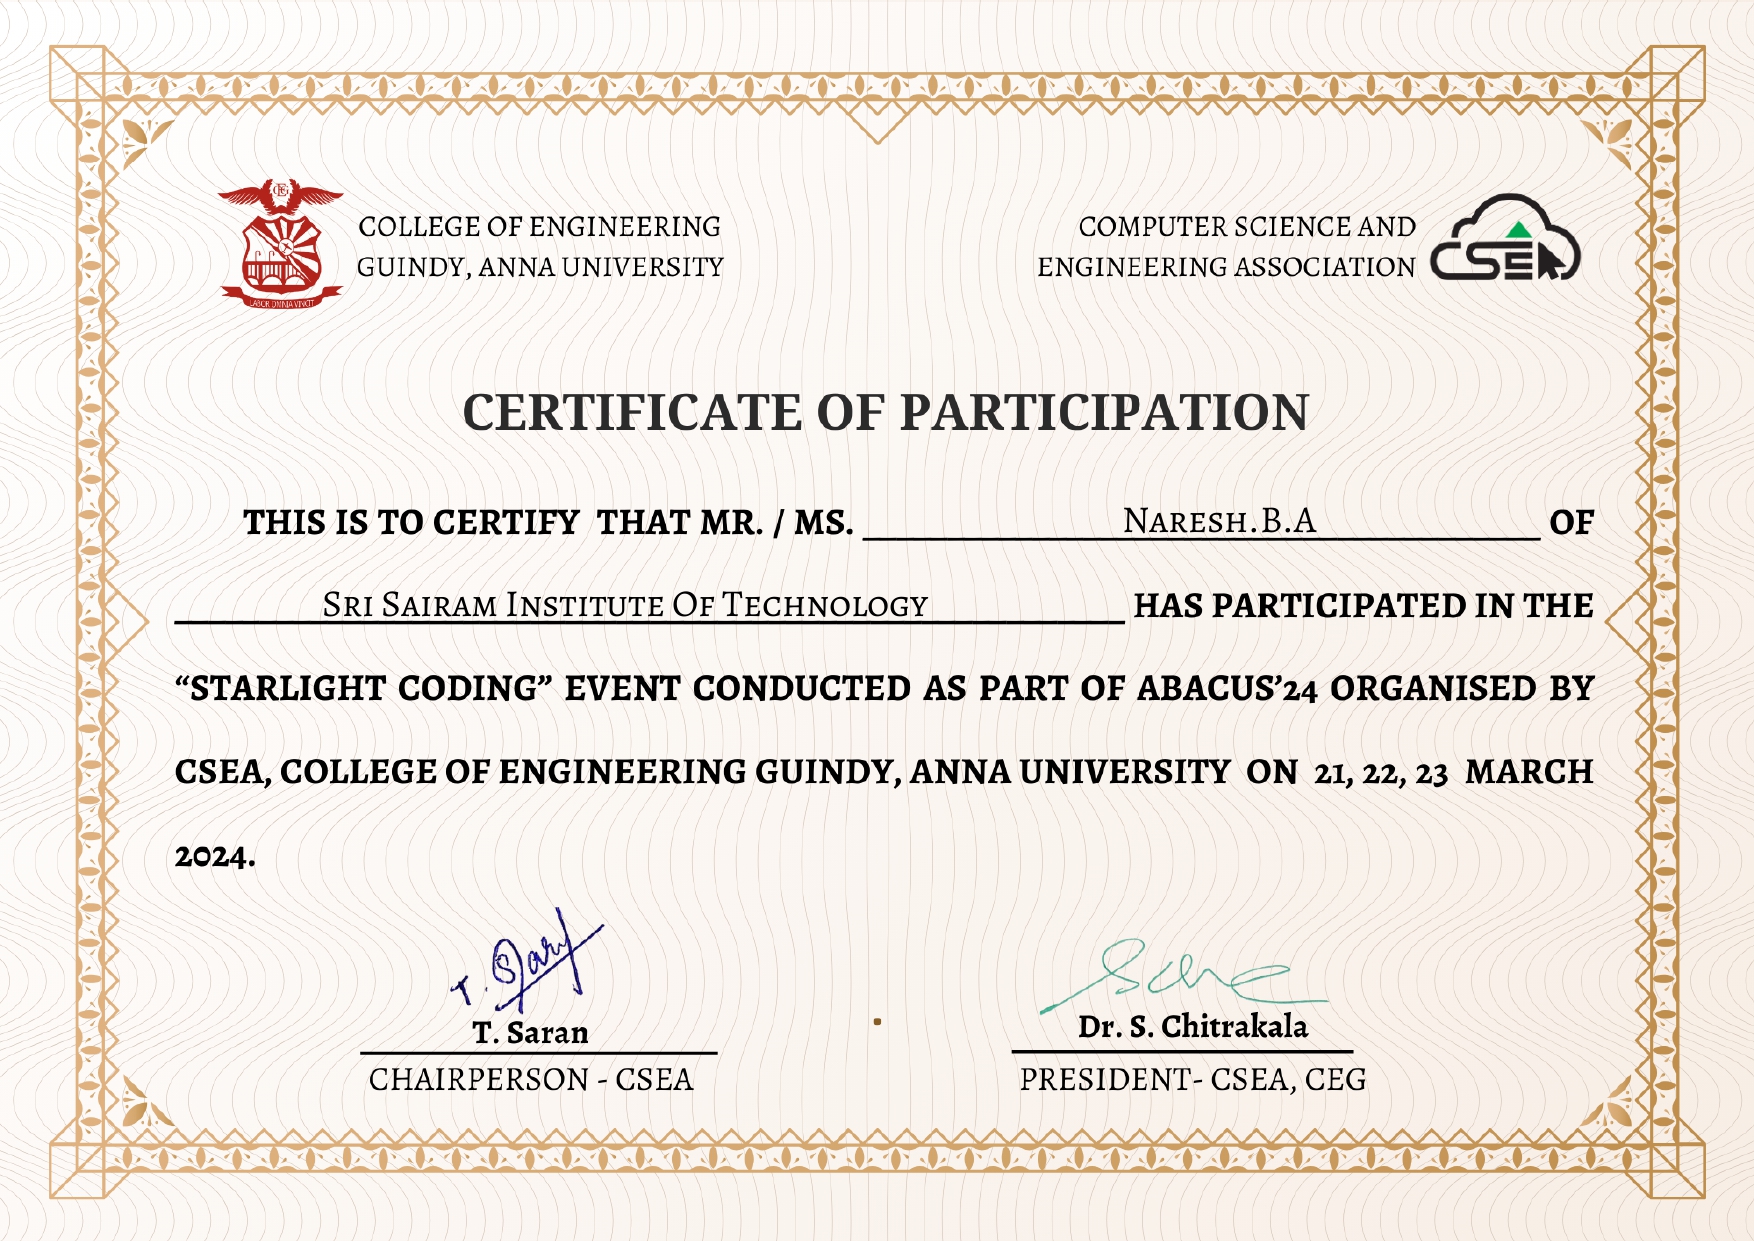 COLLEGE OF ENGINEERING
GUINDY, ANNA UNIVERSITY
LABOR OMNIA VINCIT
COMPUTER SCIENCE AND
ENGINEERING ASSOCIATION
CSEA
CERTIFICATE OF PARTICIPATION
THIS IS TO CERTIFY THAT MR. / MS. NARESH.B.A OF
SRI SAIRAM INSTITUTE OF TECHNOLOGY HAS PARTICIPATED IN THE
“STARLIGHT CODING” EVENT CONDUCTED AS PART OF ABACUS’24 ORGANISED BY
CSEA, COLLEGE OF ENGINEERING GUINDY, ANNA UNIVERSITY ON 21, 22, 23 MARCH
2024.
T. Saran
T. Saran
CHAIRPERSON - CSEA
Dr. S. Chitrakala
PRESIDENT- CSEA, CEG